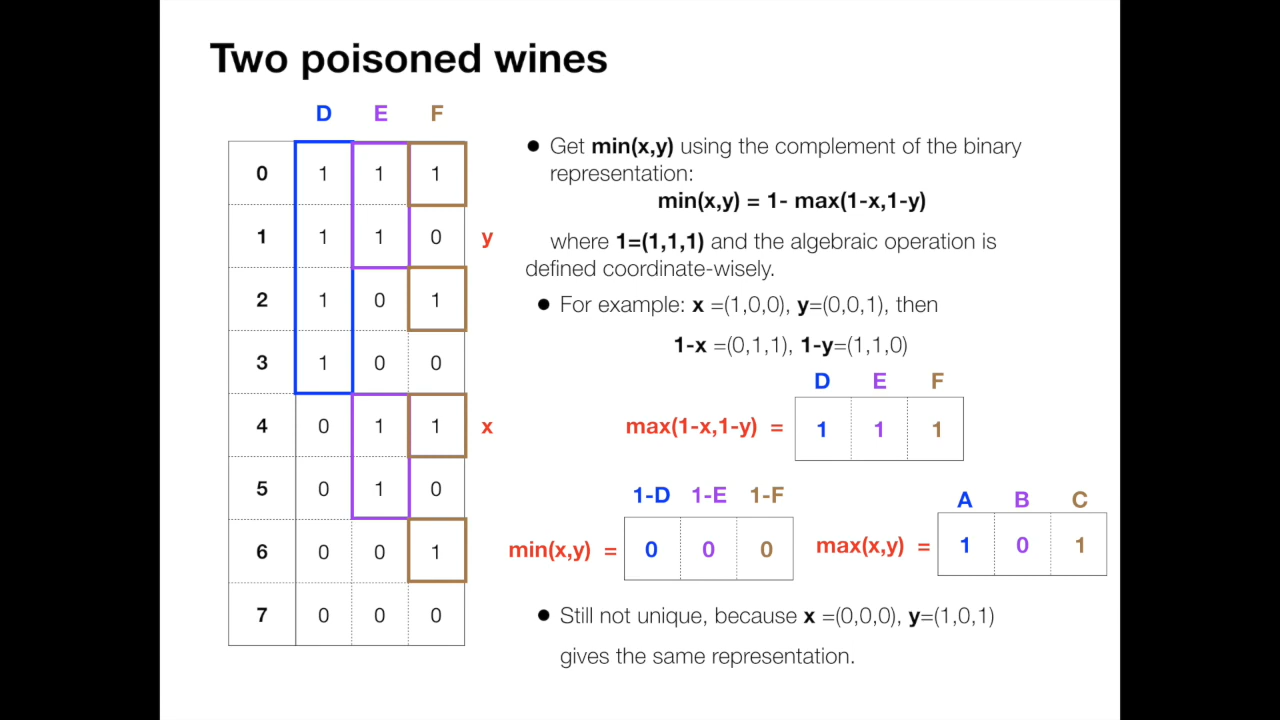 Two poisoned wines
D E F
0 1 1 1
1 1 1 0 y
2 1 0 1
3 1 0 0
4 0 1 1 x
5 0 1 0
6 0 0 1
7 0 0 0
● Get min(x,y) using the complement of the binary
representation:
min(x,y) = 1- max(1-x,1-y)
where 1=(1,1,1) and the algebraic operation is
defined coordinate-wisely.
● For example: x =(1,0,0), y=(0,0,1), then
1-x =(0,1,1), 1-y=(1,1,0)
D E F
max(1-x,1-y) = 1 1 1
1-D 1-E 1-F
min(x,y) = 0 0 0
A B C
max(x,y) = 1 0 1
● Still not unique, because x =(0,0,0), y=(1,0,1)
gives the same representation.